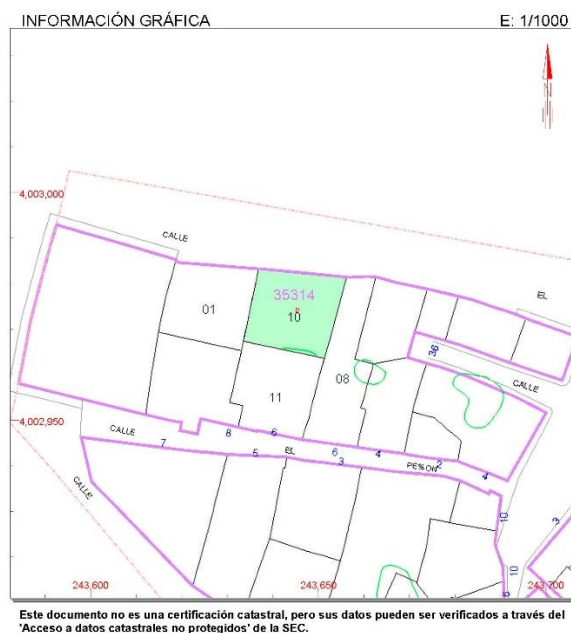 INFORMACIÓN GRÁFICA E: 1/1000
4,003,000
CALLE
EL
35314
01
10
36
08
CALLE
11
4,002,950
CALLE
8
6
7
5
EL
6
3
4
PE%ON
2
4
CALLE
10
3
10
8
243,600
243,650
243,700
Este documento no es una certificación catastral, pero sus datos pueden ser verificados a través del
'Acceso a datos catastrales no protegidos' de la SEC.